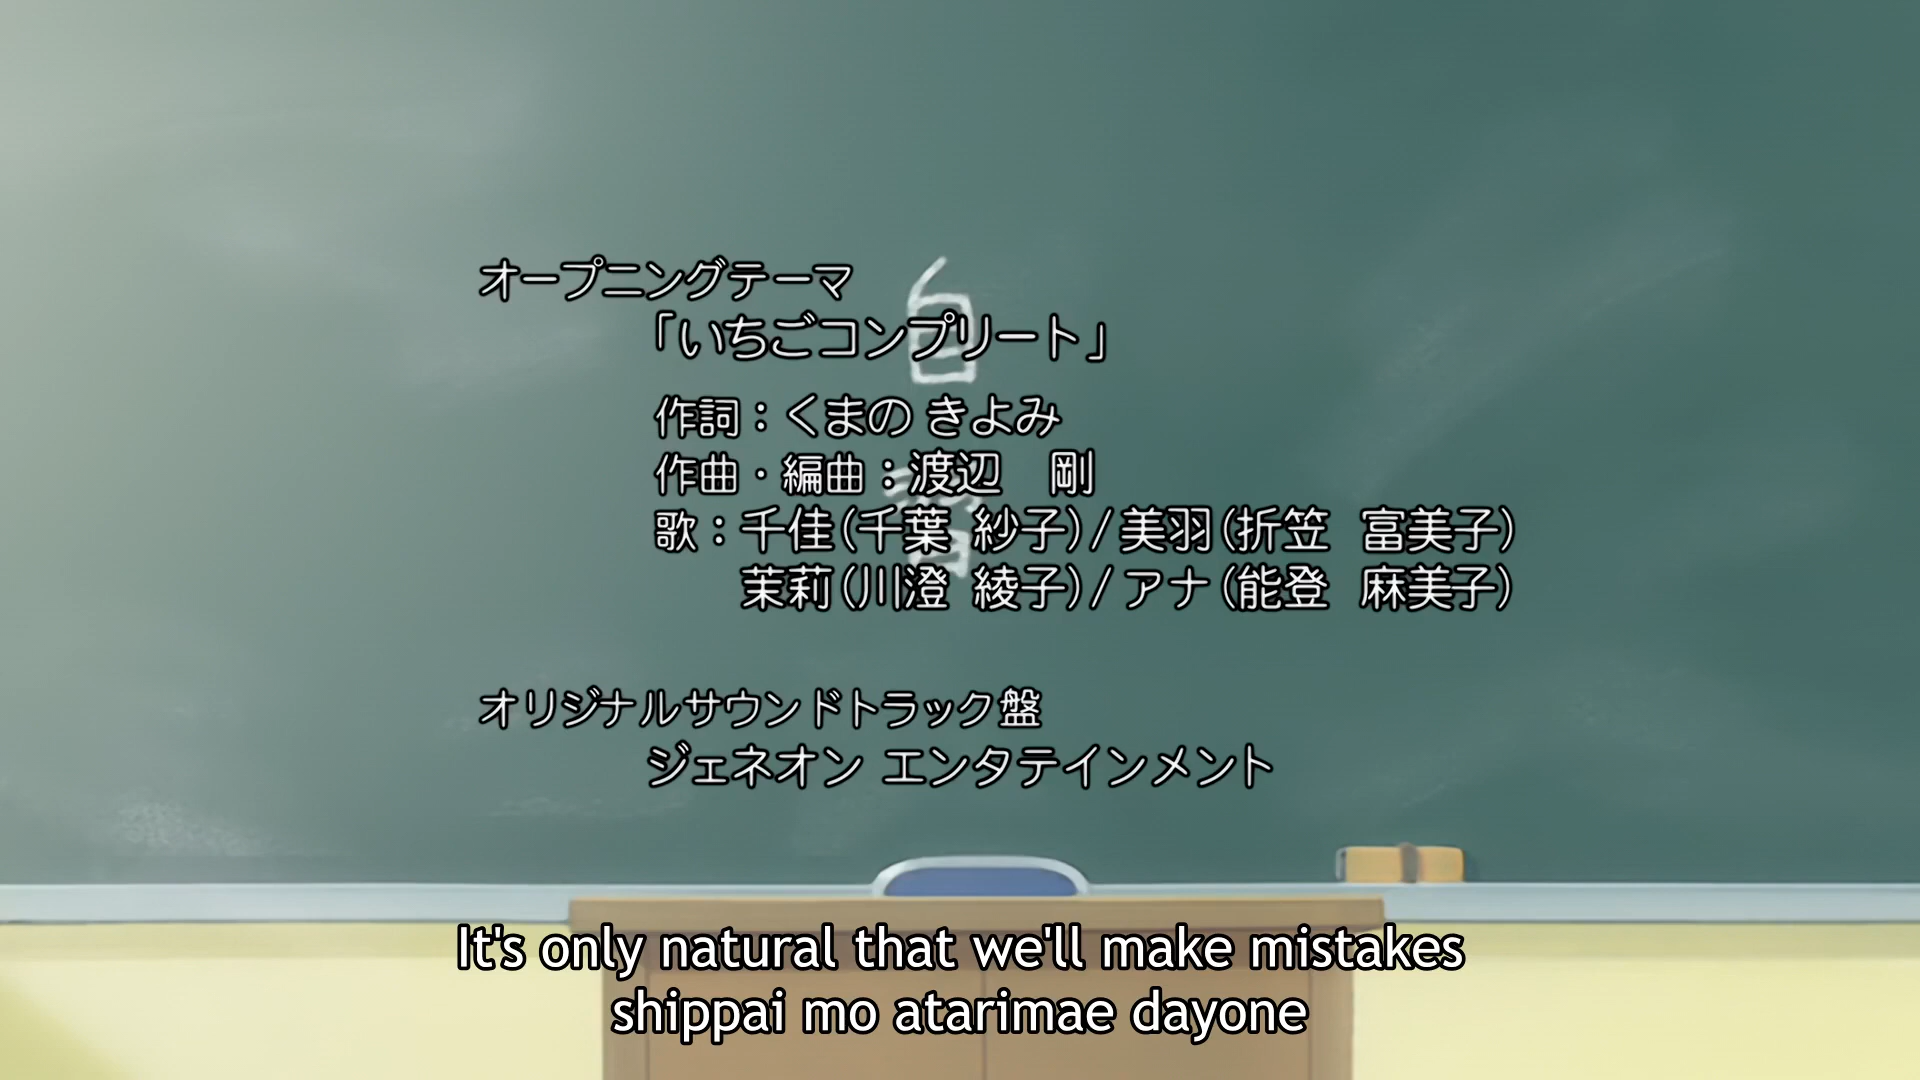 オープニングテーマ
「いちごコンプリート」
作詞：くまの きよみ
作曲・編曲：渡辺　剛
歌：千佳(千葉 紗子)/美羽(折笠 富美子)
茉莉(川澄 綾子)/アナ(能登 麻美子)
オリジナルサウンドトラック盤
ジェネオン エンタテインメント
自習
It's only natural that we'll make mistakes
shippai mo atarimae dayone